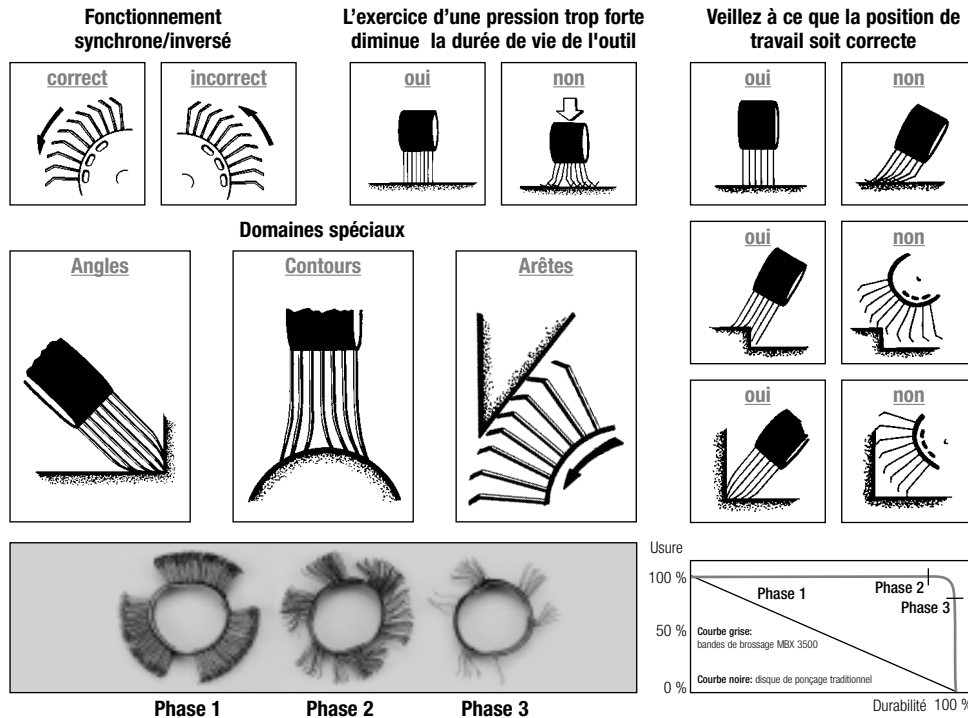 Fonctionnement
synchrone/inversé
correct
incorrect
L'exercice d'une pression trop forte
diminue la durée de vie de l'outil
oui
non
Veillez à ce que la position de
travail soit correcte
oui
non
oui
non
oui
non
Domaines spéciaux
Angles
Contours
Arêtes
Phase 1
Phase 2
Phase 3
Usure
100 %
50 %
0 %
Phase 1
Phase 2
Phase 3
Courbe grise:
bandes de brossage MBX 3500
Courbe noire: disque de ponçage traditionnel
Durabilité 100 %